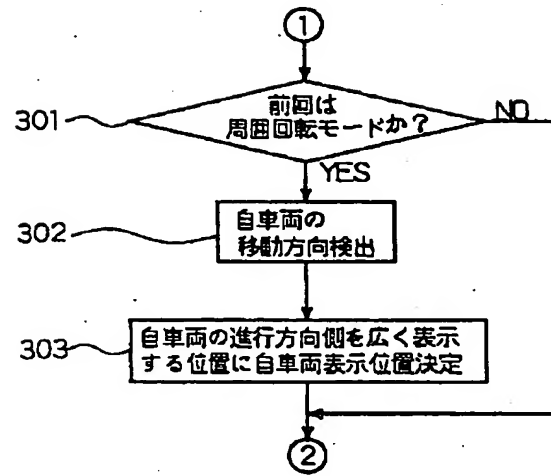 ①
301
前回は
周囲回転モードか？
NO
YES
302
自車両の
移動方向検出
303
自車両の進行方向側を広く表示
する位置に自車両表示位置決定
②